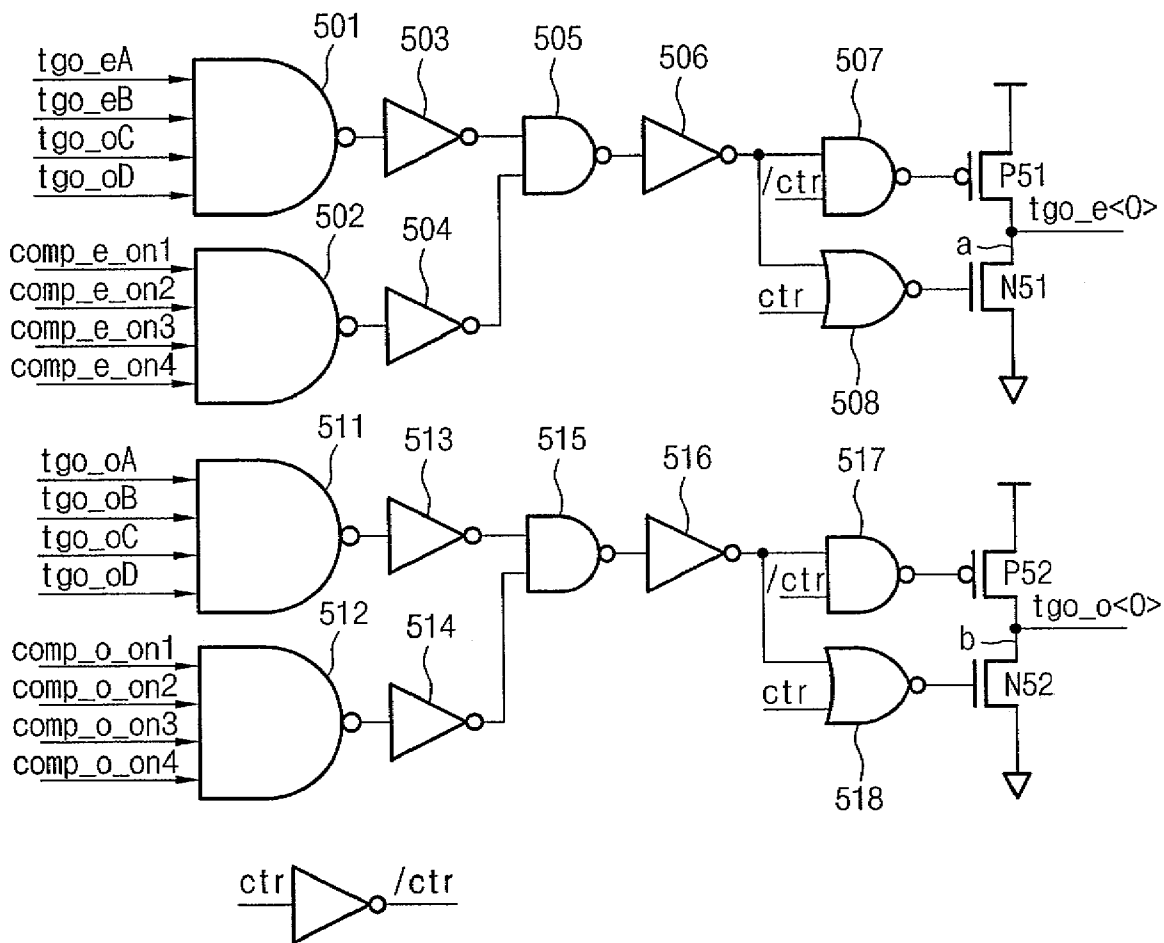 501
503
505
506
507
tgo_eA
tgo_eB
tgo_oC
tgo_oD
/ctr
P51
tgo_e<0>
502
504
a
comp_e_on1
comp_e_on2
comp_e_on3
comp_e_on4
ctr
N51
508
511
513
515
516
517
tgo_oA
tgo_oB
tgo_oC
tgo_oD
/ctr
P52
tgo_o<0>
512
514
b
comp_o_on1
comp_o_on2
comp_o_on3
comp_o_on4
ctr
N52
518
ctr
/ctr